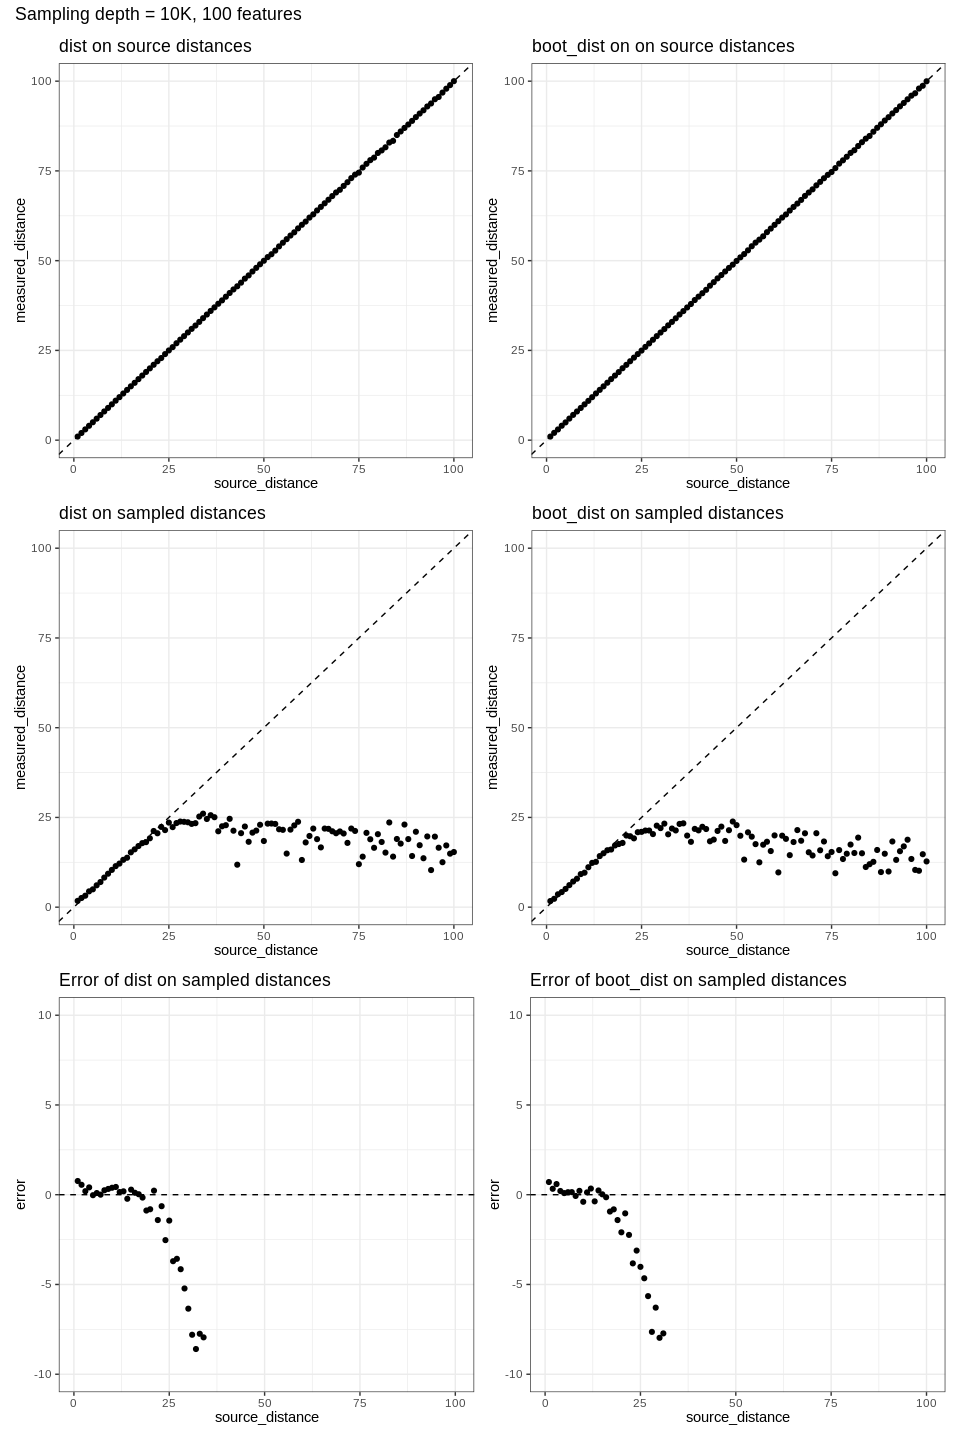 Sampling depth = 10K, 100 features
dist on source distances
measured_distance
100
75
50
25
0
0 25 50 75 100
source_distance
boot_dist on on source distances
measured_distance
100
75
50
25
0
0 25 50 75 100
source_distance
dist on sampled distances
measured_distance
100
75
50
25
0
0 25 50 75 100
source_distance
boot_dist on sampled distances
measured_distance
100
75
50
25
0
0 25 50 75 100
source_distance
Error of dist on sampled distances
error
10
5
0
-5
-10
0 25 50 75 100
source_distance
Error of boot_dist on sampled distances
error
10
5
0
-5
-10
0 25 50 75 100
source_distance